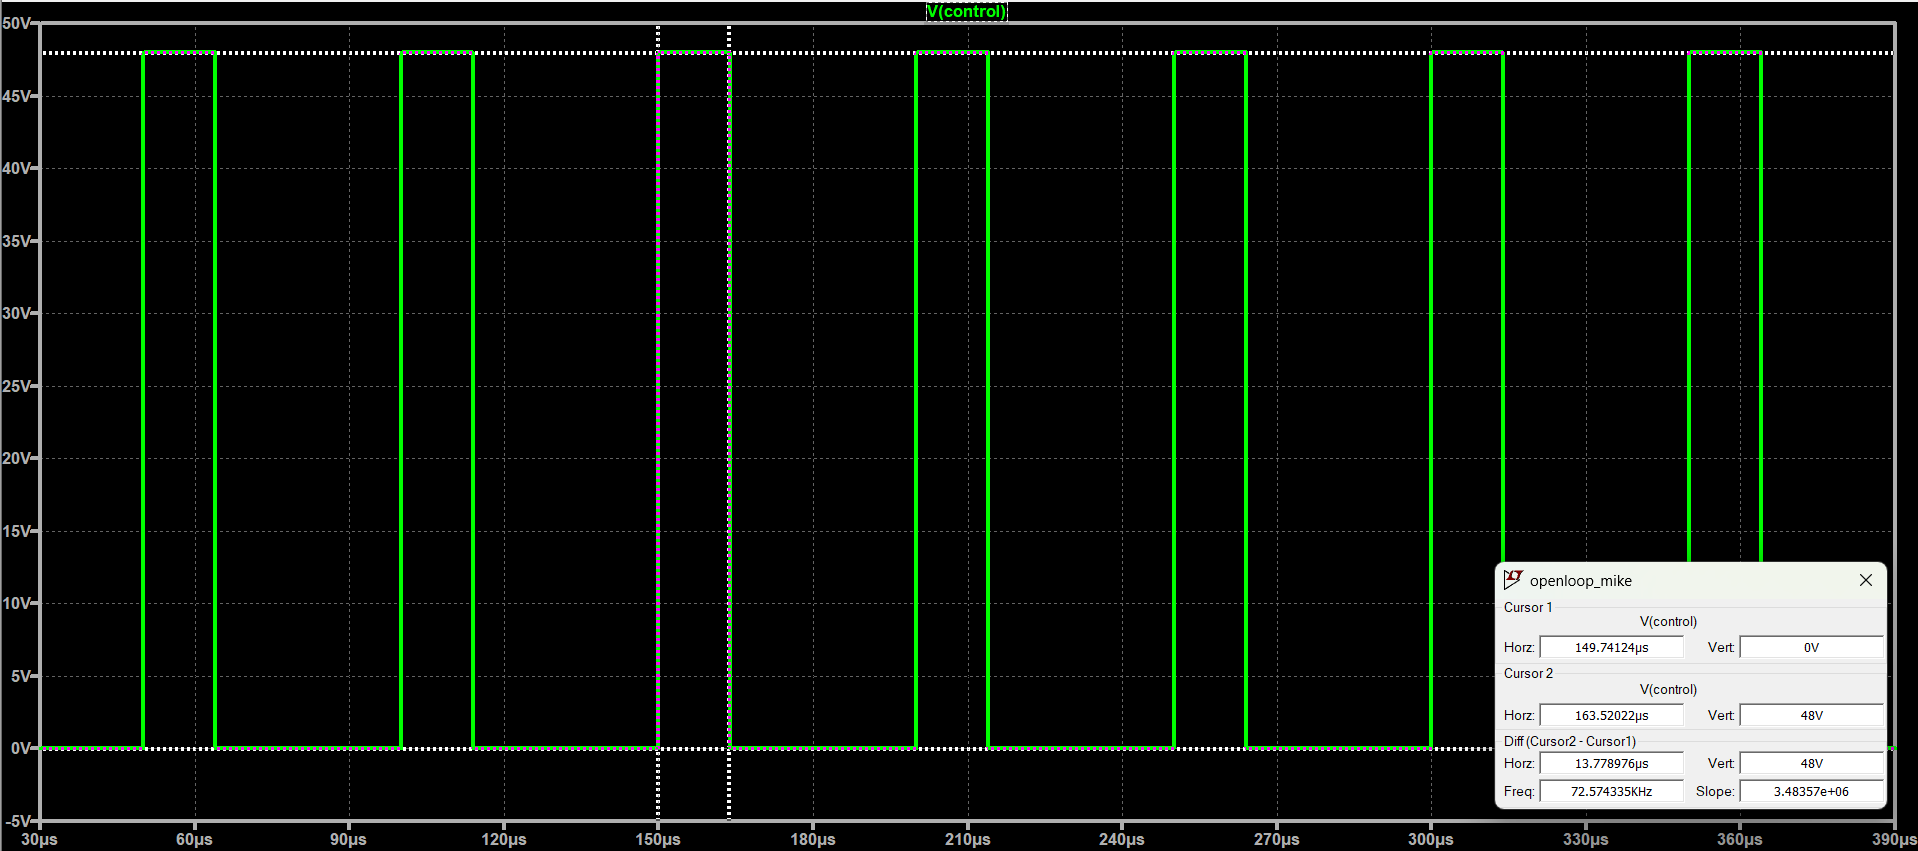 V(control)
50V
45V
40V
35V
30V
25V
20V
15V
10V
5V
0V
-5V
30µs 60µs 90µs 120µs 150µs 180µs 210µs 240µs 270µs 300µs 330µs 360µs 390µs
openloop_mike
Cursor 1
V(control)
Horz: 149.74124µs Vert: 0V
Cursor 2
V(control)
Horz: 163.52022µs Vert: 48V
Diff (Cursor2 - Cursor1)
Horz: 13.778976µs Vert: 48V
Freq: 72.574335KHz Slope: 3.48357e+06